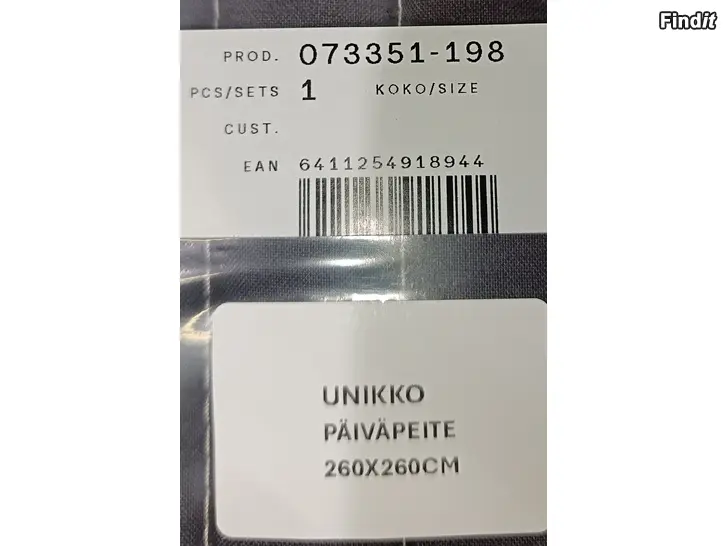 Findit
PROD. 073351-198
PCS/SETS 1 KOKO/SIZE
CUST.
EAN 6411254918944
UNIKKO
PÄIVÄPEITE
260X260CM